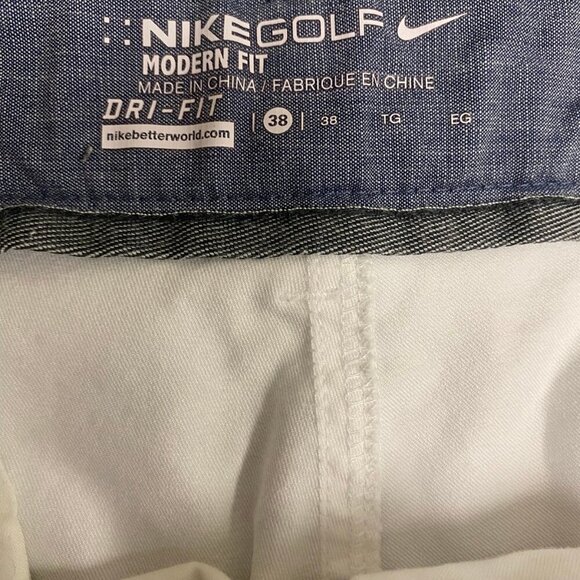 NIKEGOLF
MODERN FIT
MADE IN CHINA / FABRIQUE EN CHINE
DRI-FIT
nikebetterworld.com | 38 | 38 TG EG